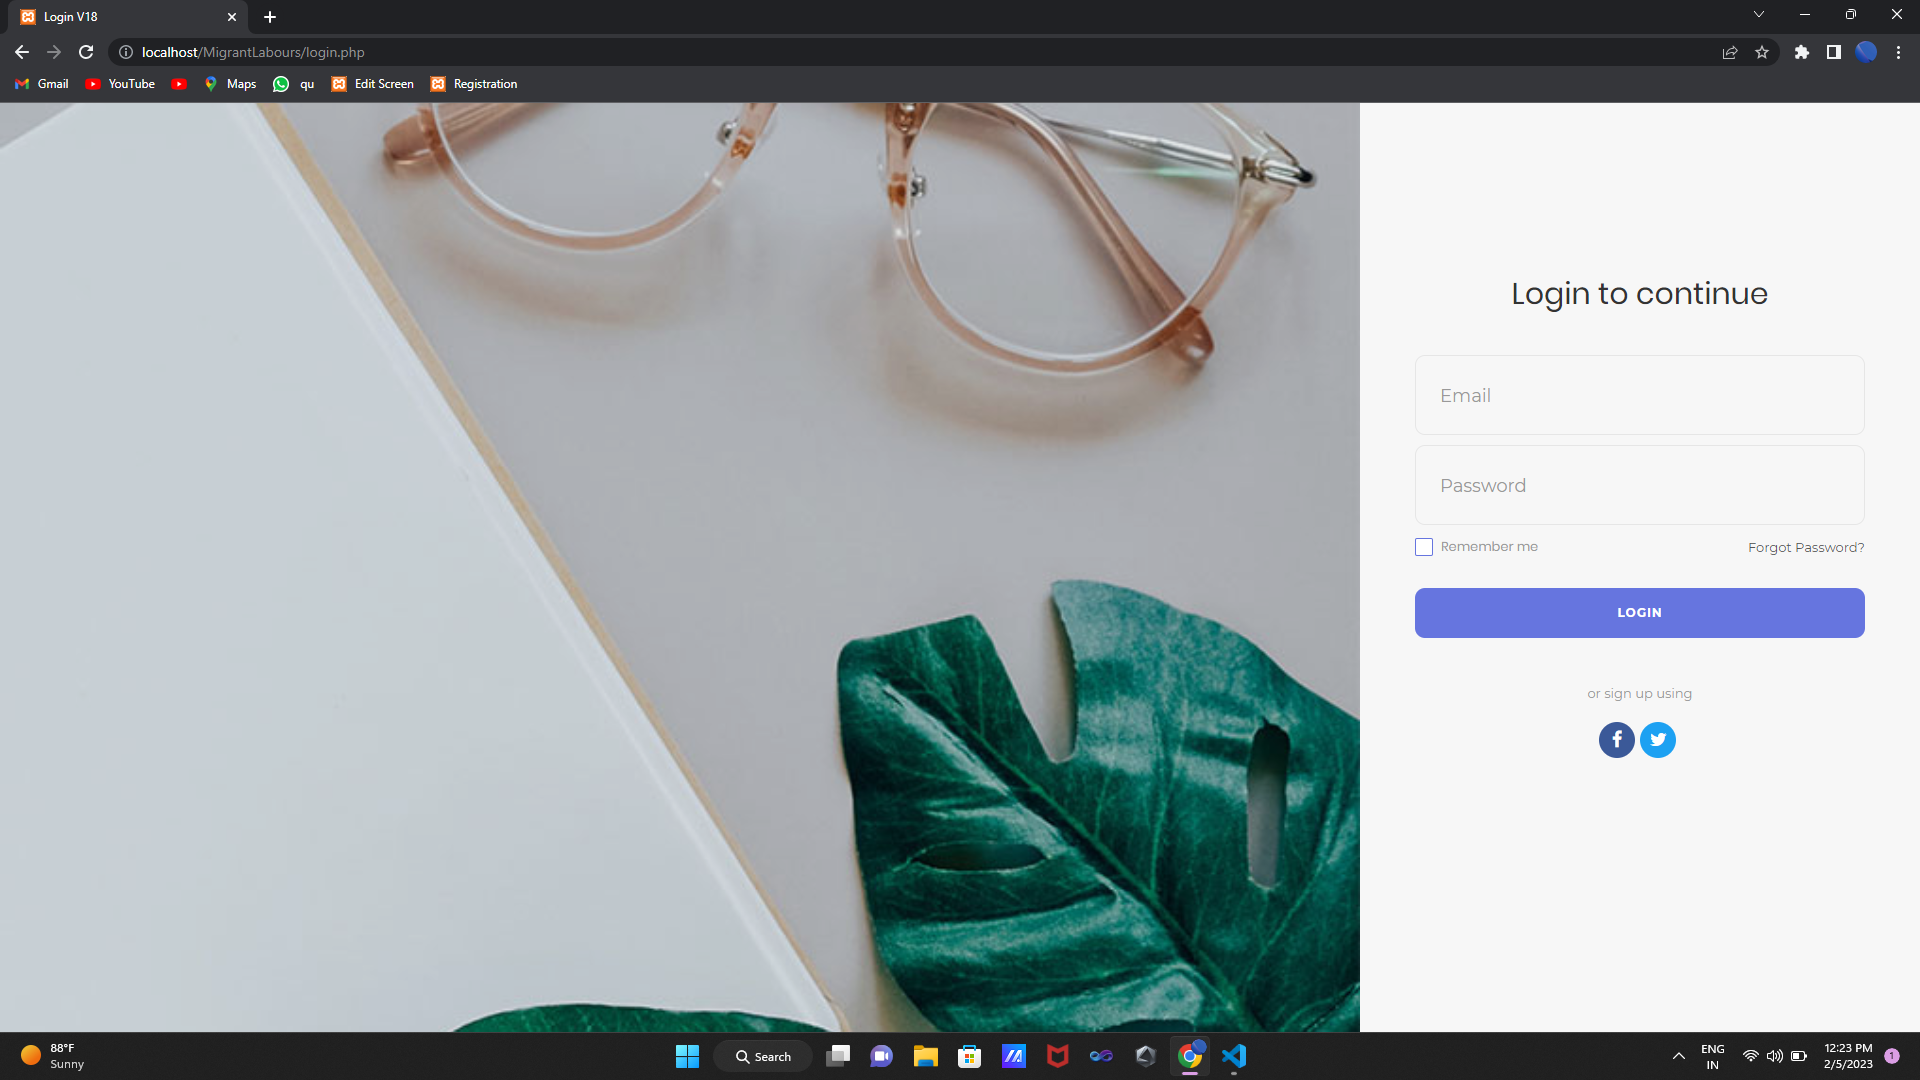 Login V18
localhost/MigrantLabours/login.php
Gmail YouTube Maps qu Edit Screen Registration
Login to continue
Email
Password
Remember me Forgot Password?
LOGIN
or sign up using
88°F
Sunny
Search
ENG
IN
12:23 PM
2/5/2023
1